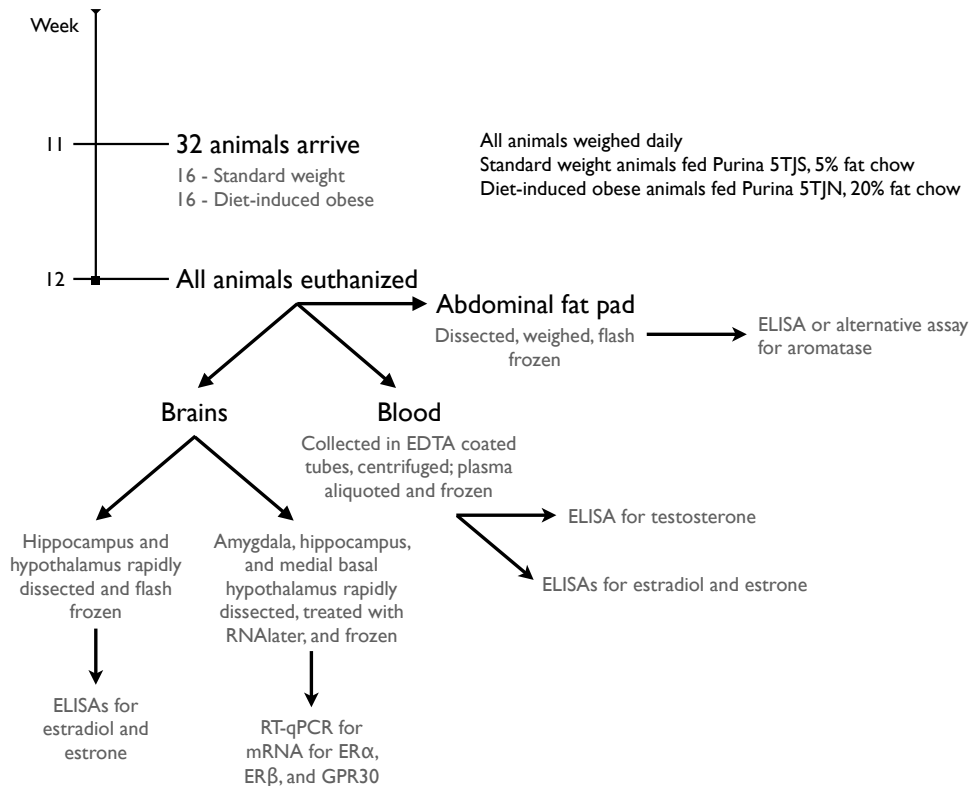 Week
11
32 animals arrive
16 - Standard weight
16 - Diet-induced obese
All animals weighed daily
Standard weight animals fed Purina 5TJS, 5% fat chow
Diet-induced obese animals fed Purina 5TJN, 20% fat chow
12
All animals euthanized
Abdominal fat pad
Dissected, weighed, flash
frozen
ELISA or alternative assay
for aromatase
Brains
Blood
Collected in EDTA coated
tubes, centrifuged; plasma
aliquoted and frozen
ELISA for testosterone
ELISAs for estradiol and estrone
Hippocampus and
hypothalamus rapidly
dissected and flash
frozen
Amygdala, hippocampus,
and medial basal
hypothalamus rapidly
dissected, treated with
RNAlater, and frozen
ELISAs for
estradiol and
estrone
RT-qPCR for
mRNA for ERα,
ERβ, and GPR30